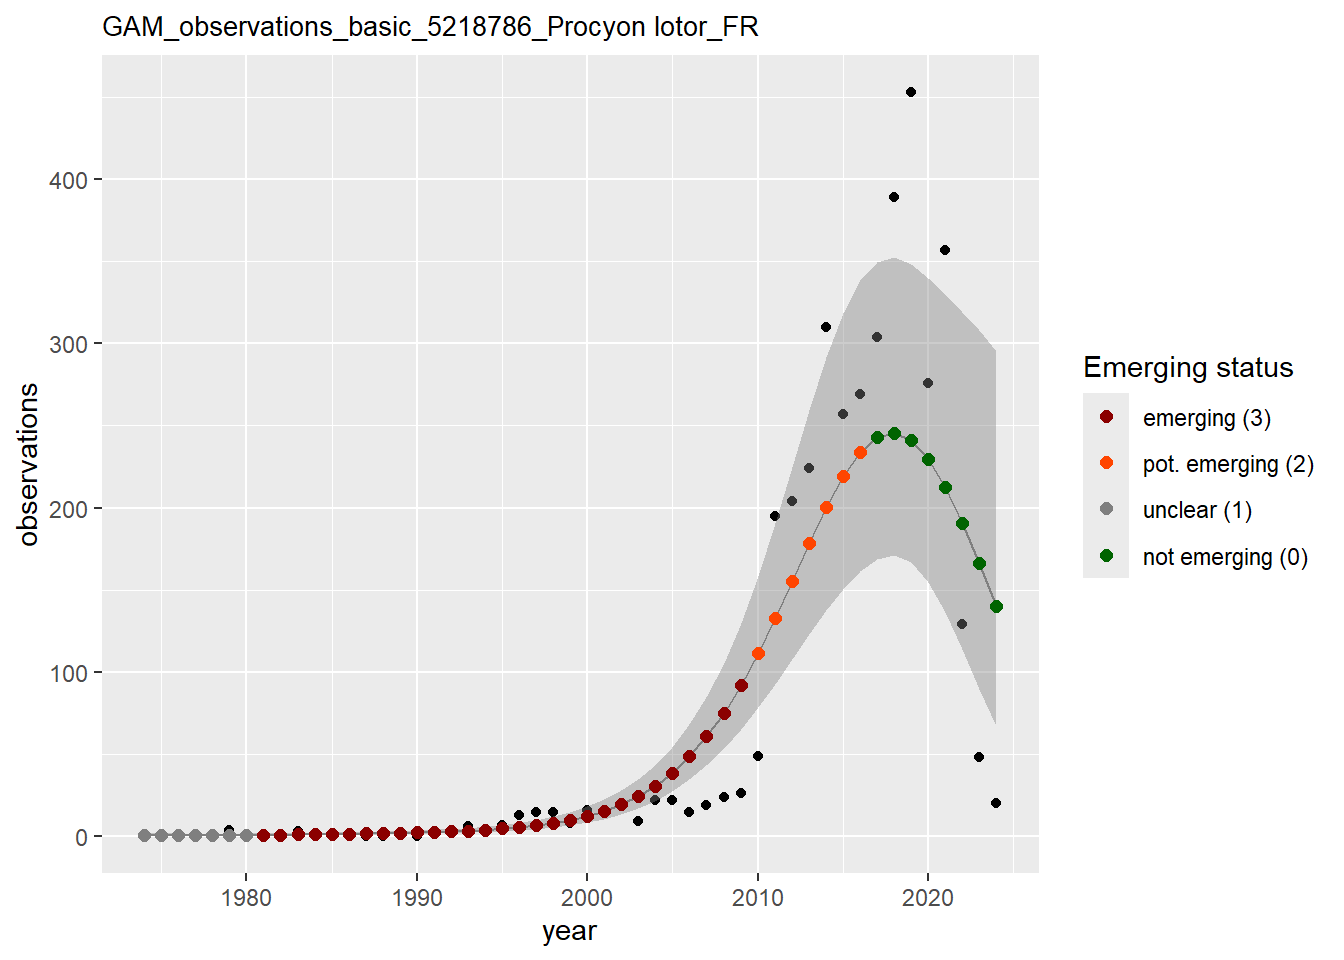 GAM_observations_basic_5218786_Procyon lotor_FR
observations
400
300
200
100
0
1980
1990
2000
2010
2020
year
Emerging status
emerging (3)
pot. emerging (2)
unclear (1)
not emerging (0)